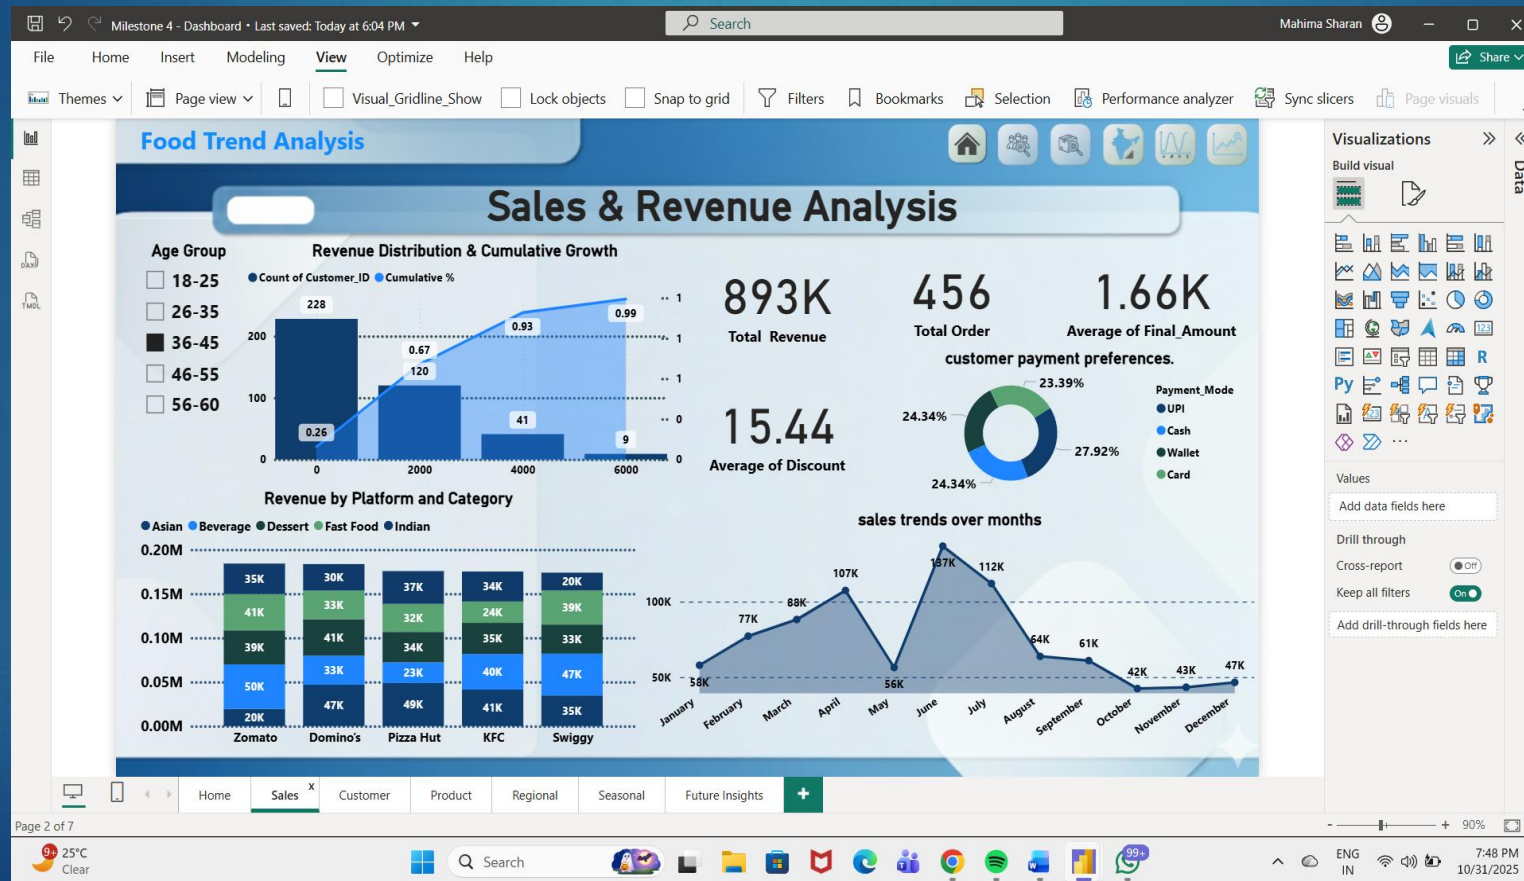 Milestone 4 - Dashboard • Last saved: Today at 6:04 PM
Search
Mahima Sharan
File Home Insert Modeling View Optimize Help
Share
Themes Page view Visual_Gridline_Show Lock objects Snap to grid Filters Bookmarks Selection Performance analyzer Sync slicers Page visuals
Food Trend Analysis
Sales & Revenue Analysis
Age Group
18-25
26-35
36-45
46-55
56-60
Revenue Distribution & Cumulative Growth
Count of Customer_ID Cumulative %
228
0.67
120
0.93
0.99
0.26
41
9
200
100
0
1
1
1
0
0
0 2000 4000 6000
893K
Total Revenue
456
Total Order
1.66K
Average of Final_Amount
15.44
Average of Discount
customer payment preferences.
23.39%
24.34%
27.92%
24.34%
Payment_Mode
UPI
Cash
Wallet
Card
Revenue by Platform and Category
Asian Beverage Dessert Fast Food Indian
0.20M
0.15M
0.10M
0.05M
0.00M
35K 30K 37K 34K 20K
41K 33K 32K 24K 39K
39K 41K 34K 35K 33K
50K 33K 23K 40K 47K
20K 47K 49K 41K 35K
Zomato Domino's Pizza Hut KFC Swiggy
sales trends over months
100K
50K
58K 77K 88K 107K 56K 137K 112K 64K 61K 42K 43K 47K
January February March April May June July August September October November December
Visualizations
Build visual
123
R
Py
123
Values
Add data fields here
Drill through
Cross-report
Off
Keep all filters
On
Add drill-through fields here
Data
DAX
TMDL
Home Sales x Customer Product Regional Seasonal Future Insights +
Page 2 of 7
- + 90%
9+
25°C
Clear
Search
99+
ENG
IN
7:48 PM
10/31/2025